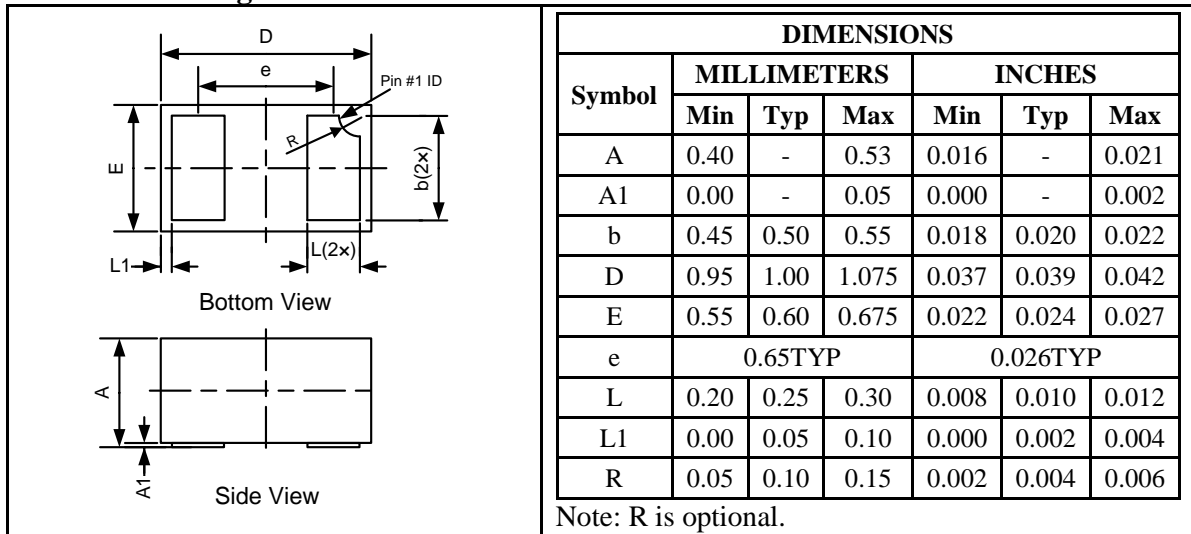 D
e
Pin #1 ID
R
E
b(2×)
L(2×)
L1
Bottom View
A
A1
Side View
DIMENSIONS
Symbol MILLIMETERS INCHES
Min Typ Max Min Typ Max
A 0.40 - 0.53 0.016 - 0.021
A1 0.00 - 0.05 0.000 - 0.002
b 0.45 0.50 0.55 0.018 0.020 0.022
D 0.95 1.00 1.075 0.037 0.039 0.042
E 0.55 0.60 0.675 0.022 0.024 0.027
e 0.65TYP 0.026TYP
L 0.20 0.25 0.30 0.008 0.010 0.012
L1 0.00 0.05 0.10 0.000 0.002 0.004
R 0.05 0.10 0.15 0.002 0.004 0.006
Note: R is optional.